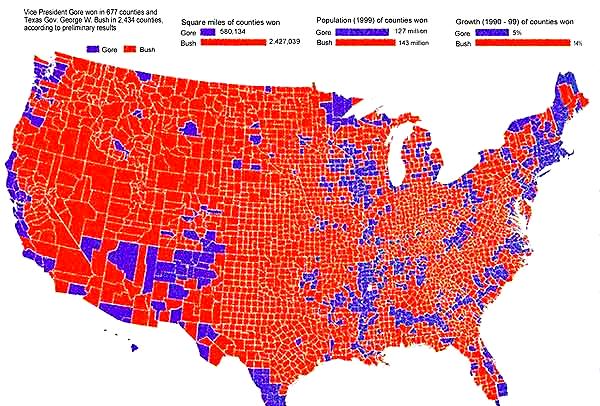 Vice President Gore won in 677 counties and
Texas Gov. George W. Bush in 2,434 counties,
according to preliminary results
Gore Bush
Square miles of counties won
Gore 580,134
Bush 2,427,039
Population (1999) of counties won
Gore 127 million
Bush 143 million
Growth (1990 - 99) of counties won
Gore 5%
Bush 14%